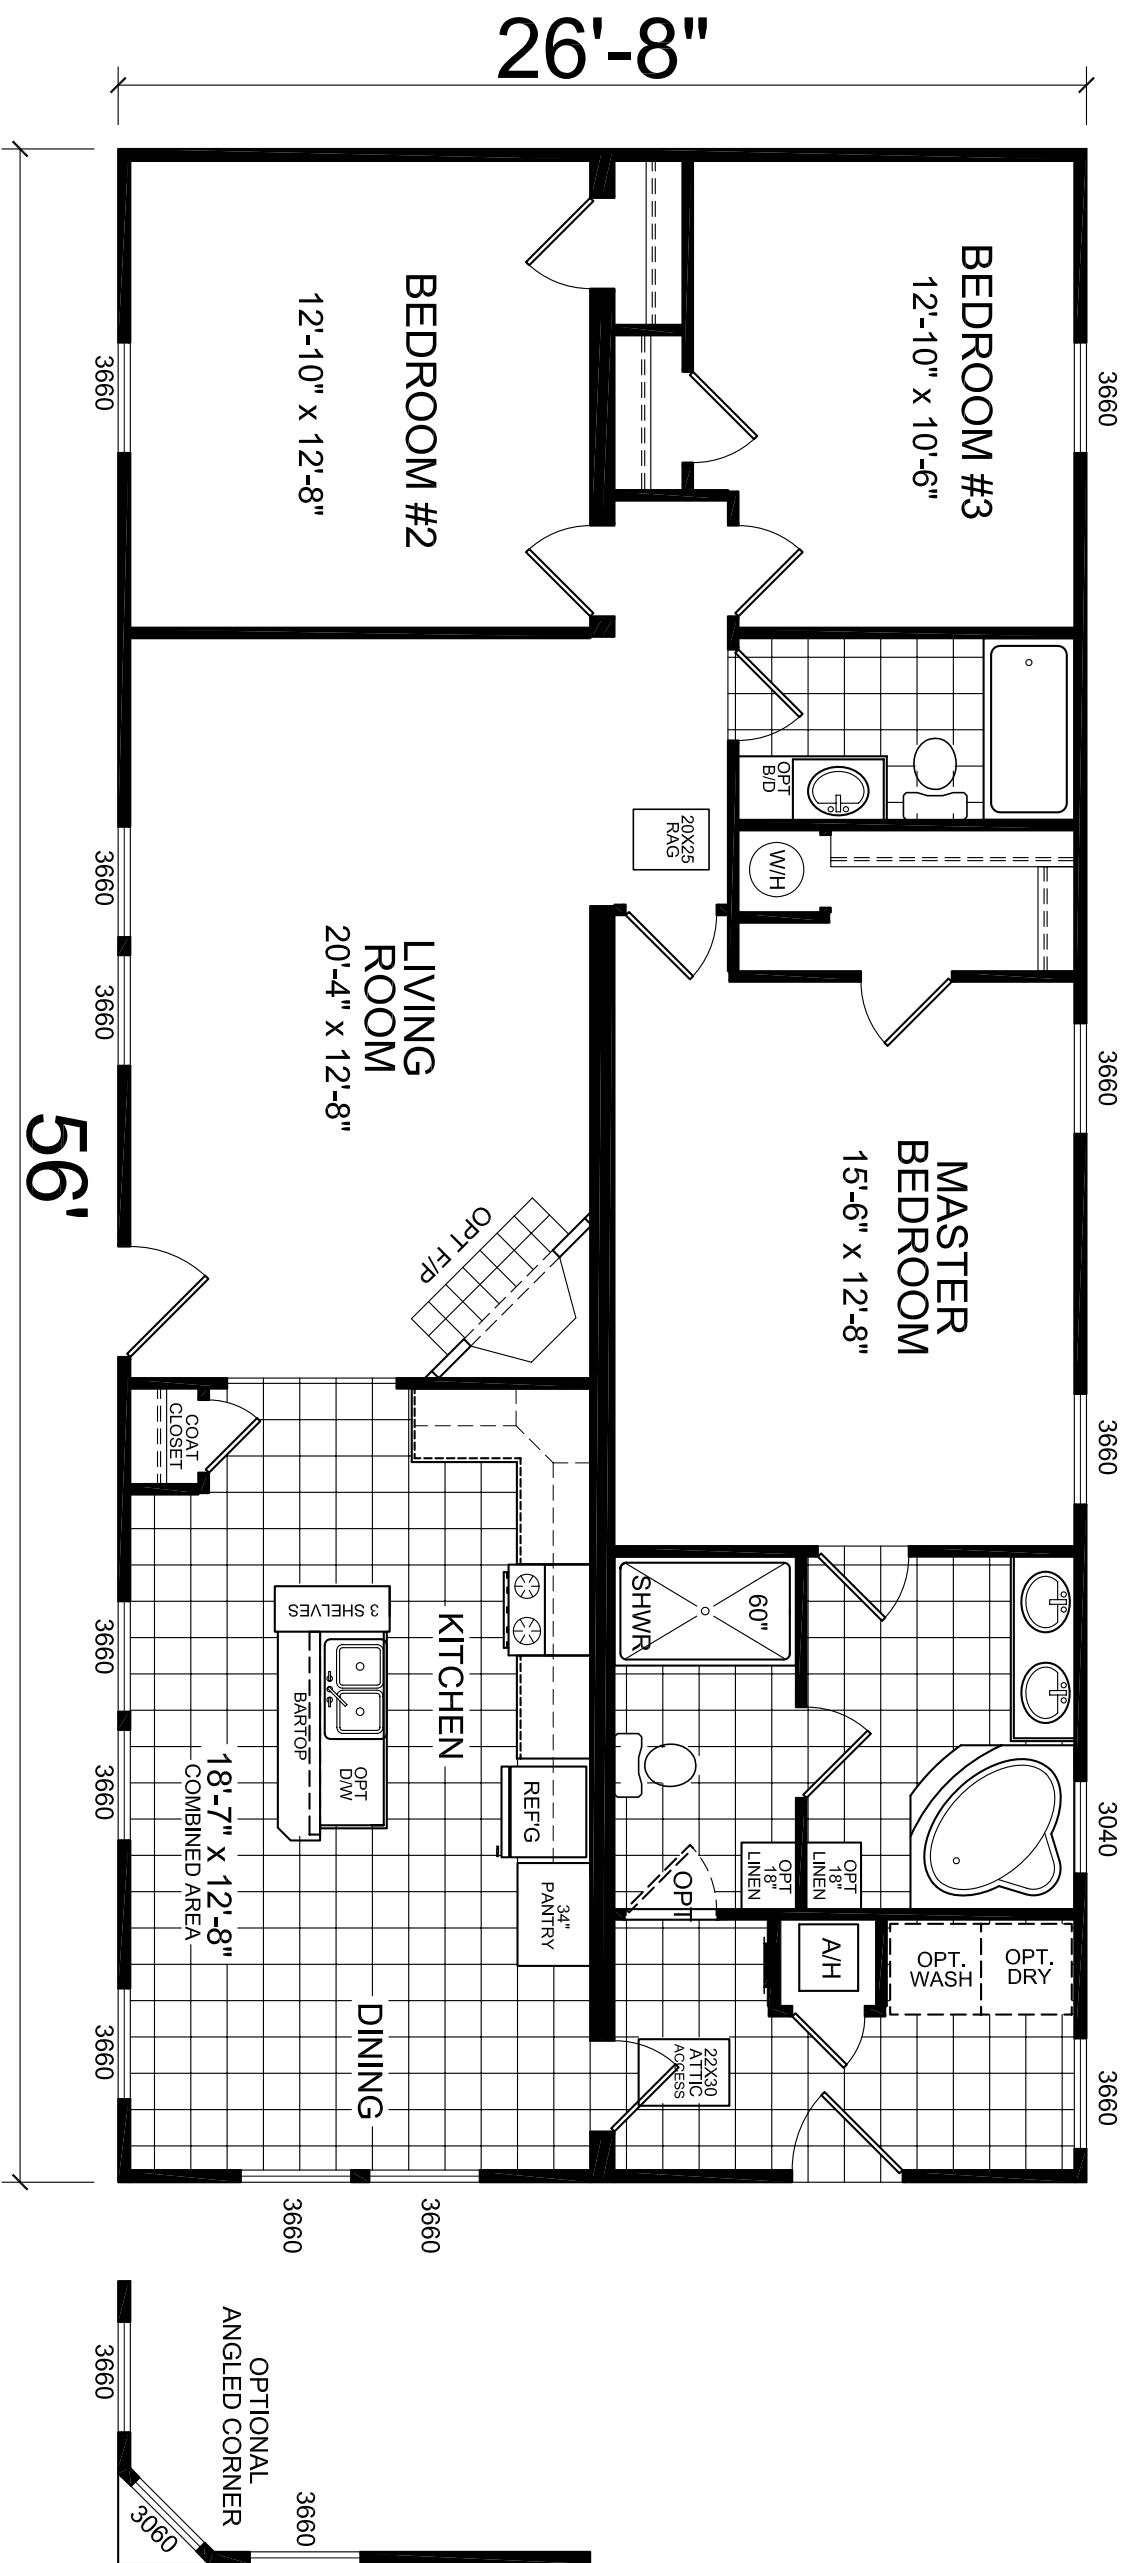 26'-8"
56'
BEDROOM #3
12'-10" x 10'-6"
3660
BEDROOM #2
12'-10" x 12'-8"
3660
OPT
B/D
W/H
20X25
RAG
LIVING
ROOM
20'-4" x 12'-8"
3660
3660
OPT F/P
MASTER
BEDROOM
15'-6" x 12'-8"
3660
3660
COAT
CLOSET
60"
SHWR
3 SHELVES
BARTOP
OPT
D/W
KITCHEN
REF'G
34"
PANTRY
18'-7" x 12'-8"
COMBINED AREA
3660
3660
3040
OPT
18"
LINEN
OPT
18"
LINEN
OPT
A/H
OPT.
DRY
OPT.
WASH
22X30
ATTIC
ACCESS
DINING
3660
3660
3660
3660
OPTIONAL
ANGLED CORNER
3660
3060
3660